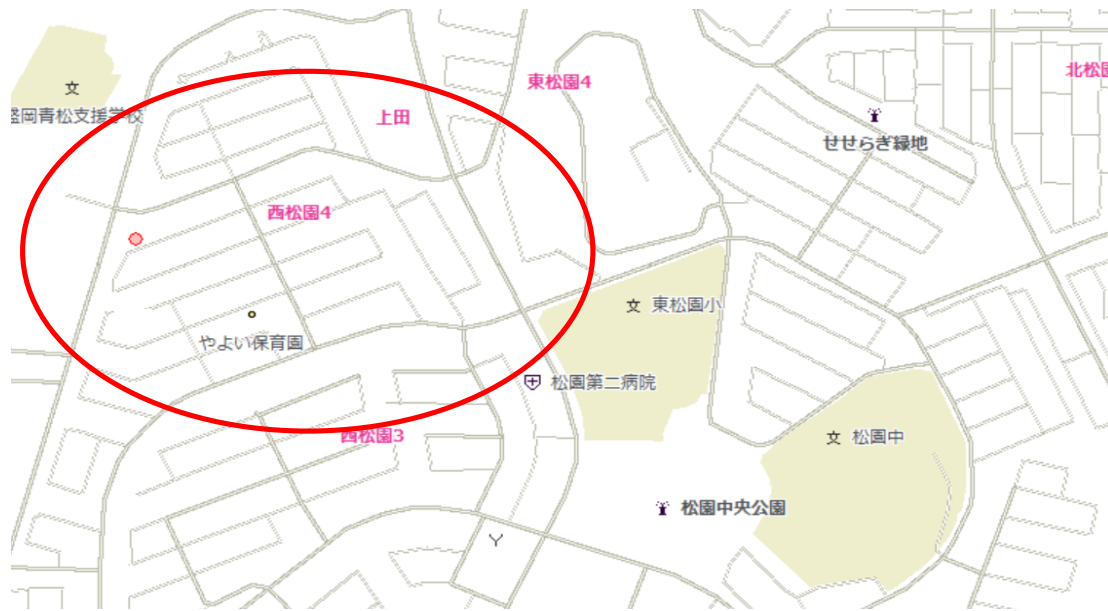 東松園4
北松園
文
盛岡青松支援学校
上田
せせらぎ緑地
西松園4
文 東松園小
やよい保育園
松園第二病院
西松園3
文 松園中
松園中央公園